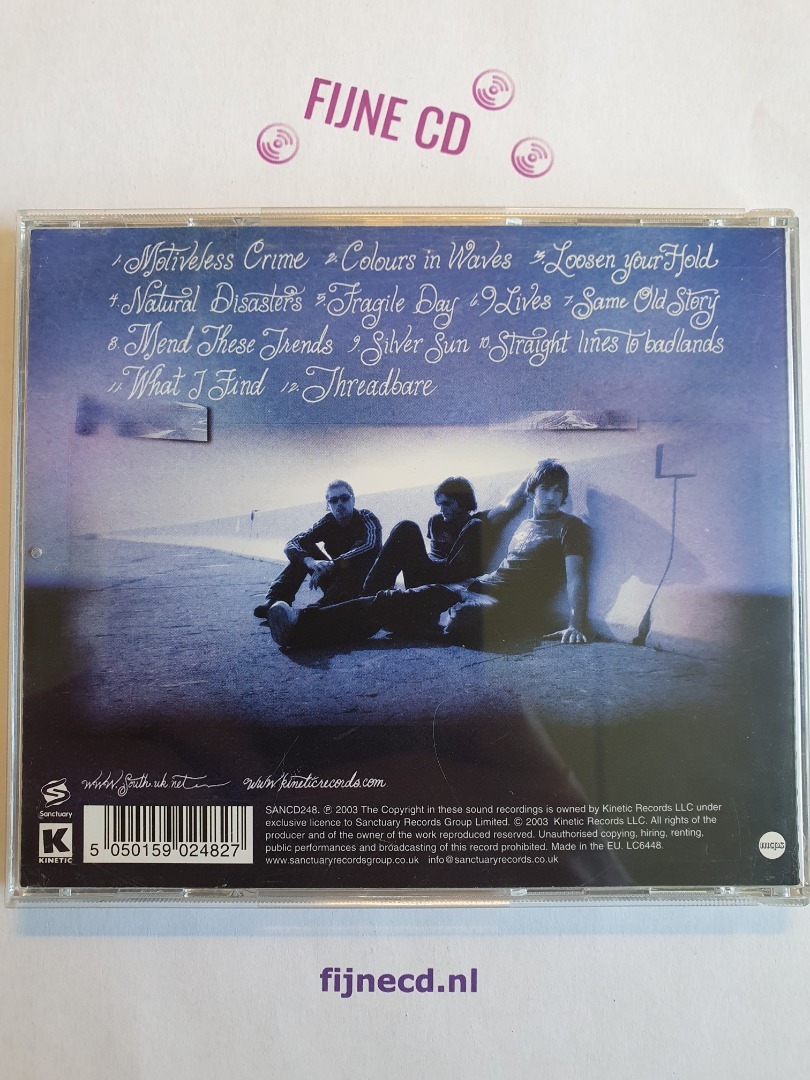 FIJNE CD
1. Motiveless Crime 2. Colours in Waves 3. Loosen your Hold
4. Natural Disasters 5. Fragile Day 6. 9 Lives 7. Same Old Story
8. Mend These Trends 9. Silver Sun 10. Straight lines to badlands
11. What I Find 12. Threadbare
www.south.uk.net www.kineticrecords.com
Sanctuary
K
KINETIC
5 050159 024827
SANCD248. ℗ 2003 The Copyright in these sound recordings is owned by Kinetic Records LLC under
exclusive licence to Sanctuary Records Group Limited. © 2003 Kinetic Records LLC. All rights of the
producer and of the owner of the work reproduced reserved. Unauthorised copying, hiring, renting,
public performances and broadcasting of this record prohibited. Made in the EU. LC6448.
www.sanctuaryrecordsgroup.co.uk info@sanctuaryrecords.co.uk
mcps
fijnecd.nl